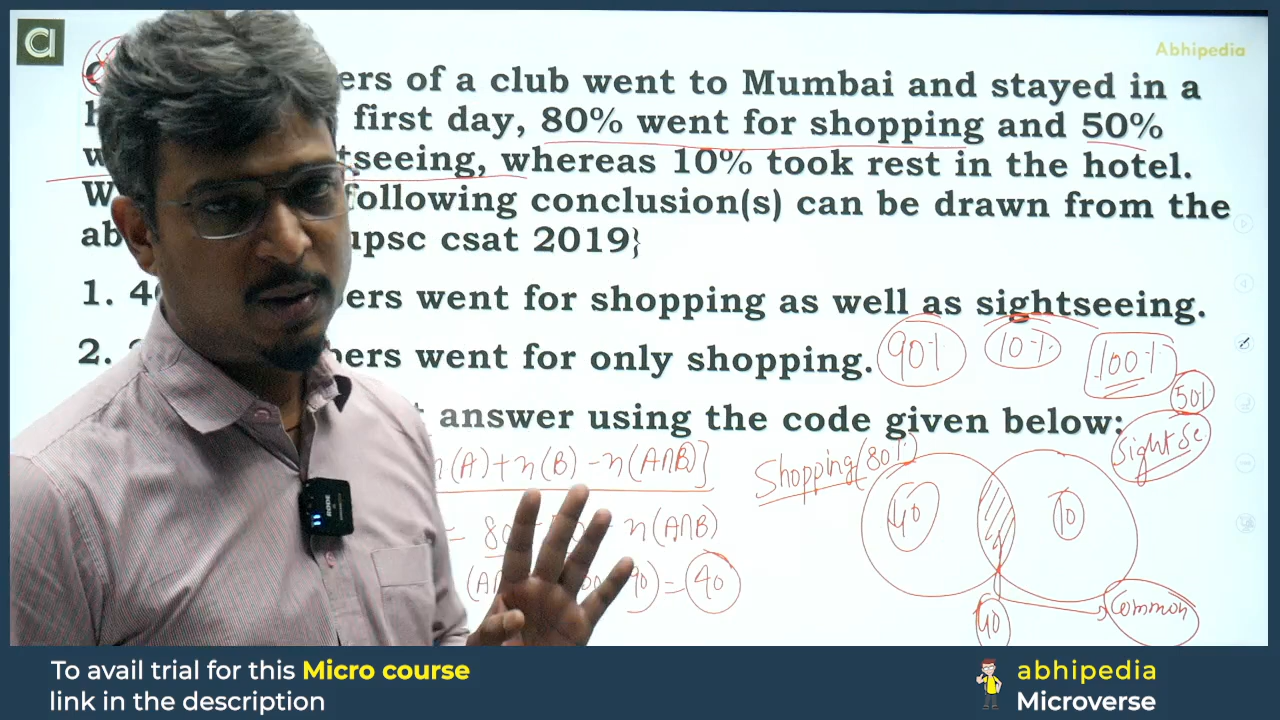 a
Abhipedia
ers of a club went to Mumbai and stayed in a
h first day, 80% went for shopping and 50%
w tseeing, whereas 10% took rest in the hotel.
W following conclusion(s) can be drawn from the
ab upsc csat 2019}
1. 4 ers went for shopping as well as sightseeing.
2. ers went for only shopping.
90% 10% 100%
50%
answer using the code given below:
Sight Se
n(A) + n(B) - n(A∩B)]
Shopping (80%)
40 10
= 80 n(A∩B)
(A 90) = 40
40
Common
RODE
To avail trial for this Micro course
link in the description
abhipedia
Microverse